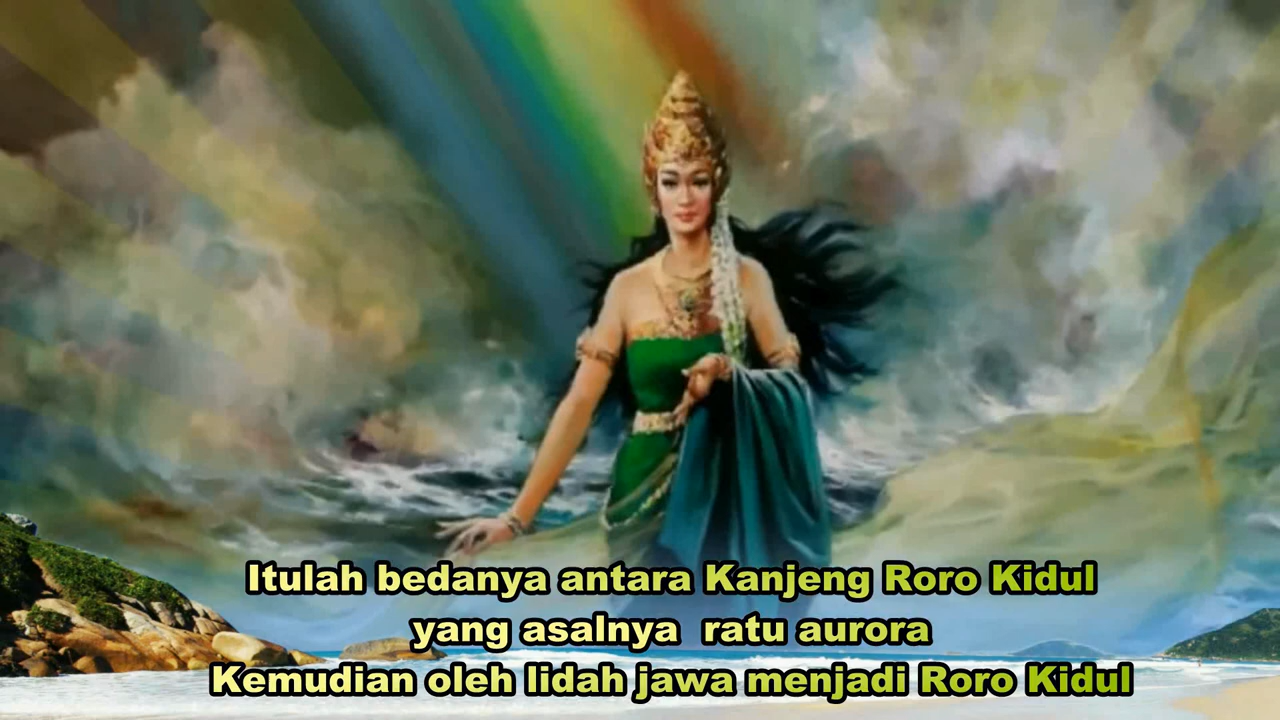 Itulah bedanya antara Kanjeng Roro Kidul
yang asalnya ratu aurora
Kemudian oleh lidah jawa menjadi Roro Kidul